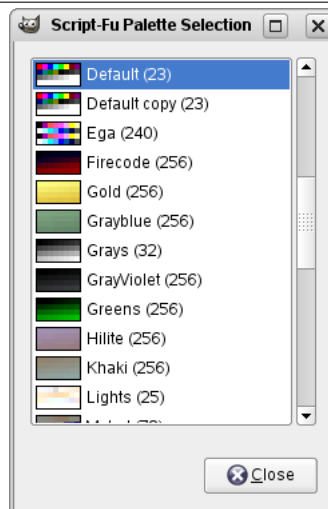 Script-Fu Palette Selection
Default (23)
Default copy (23)
Ega (240)
Firecode (256)
Gold (256)
Grayblue (256)
Grays (32)
GrayViolet (256)
Greens (256)
Hilite (256)
Khaki (256)
Lights (25)
Close